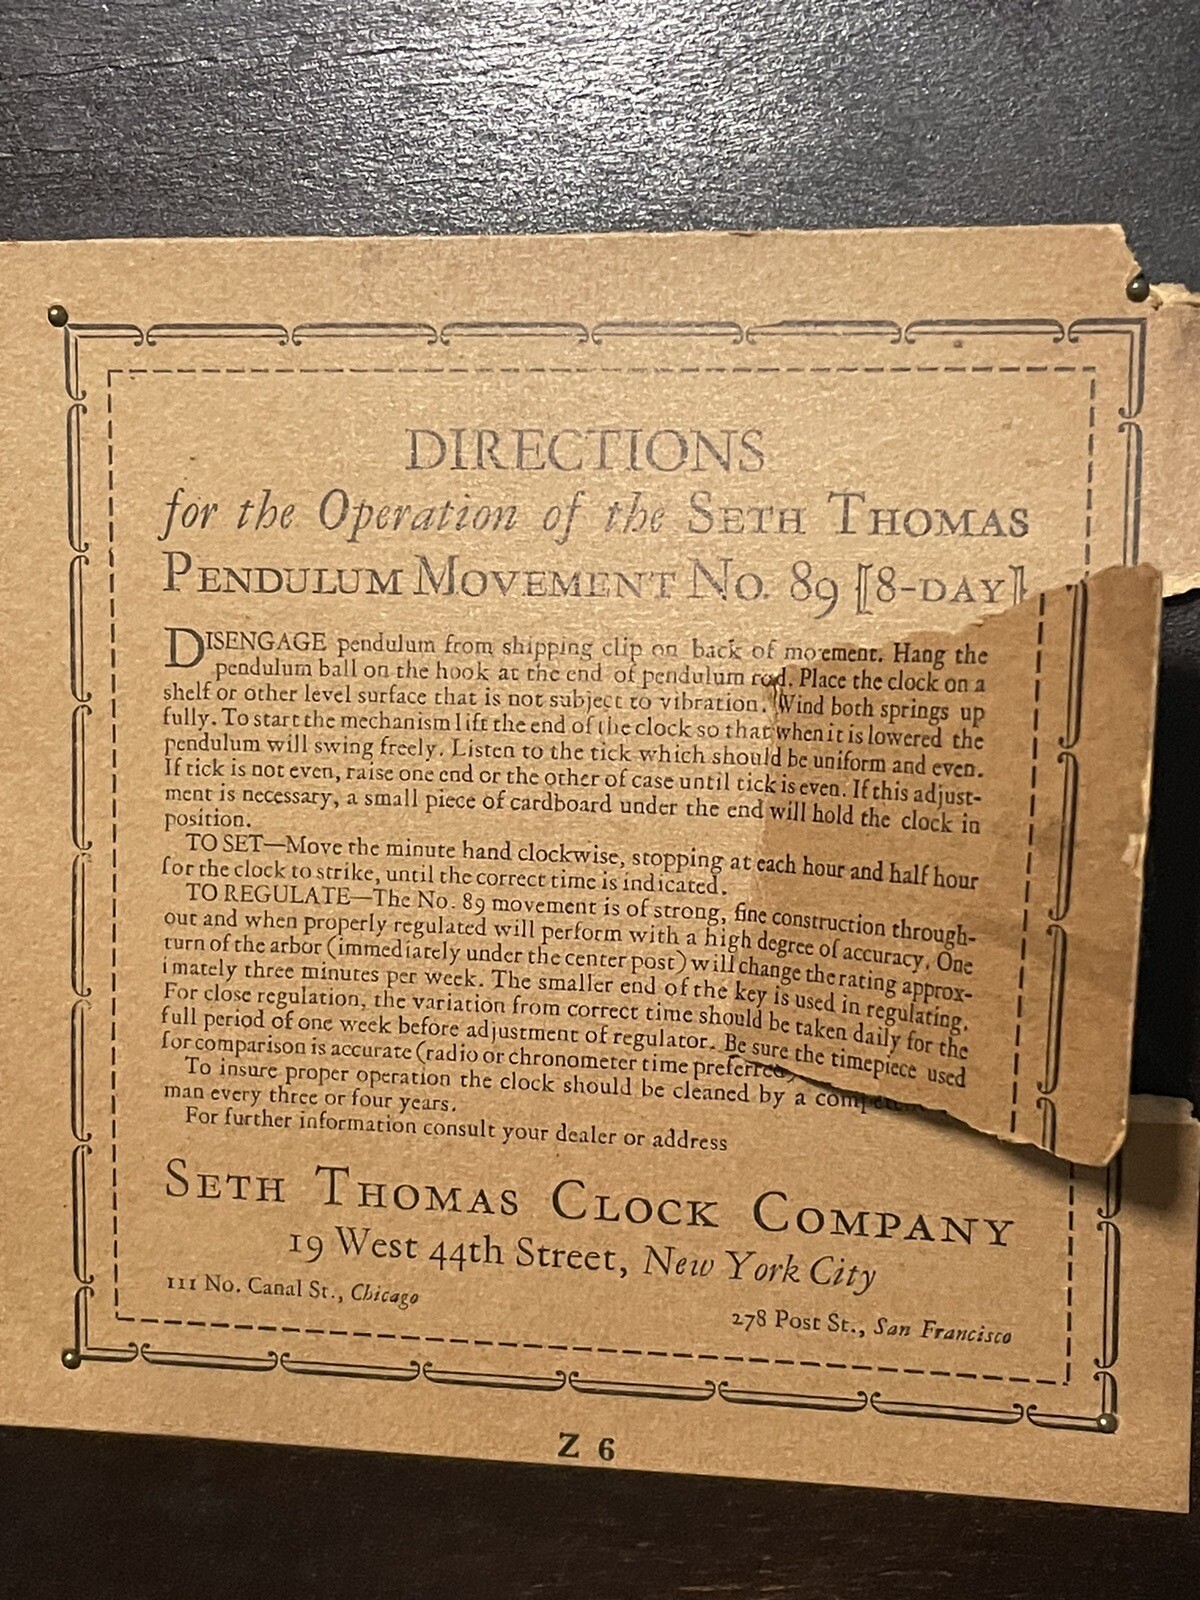 DIRECTIONS
for the Operation of the SETH THOMAS
PENDULUM MOVEMENT No. 89 [8-DAY]
DISENGAGE pendulum from shipping clip on back of movement. Hang the
pendulum ball on the hook at the end of pendulum rod. Place the clock on a
shelf or other level surface that is not subject to vibration. Wind both springs up
fully. To start the mechanism lift the end of the clock so that when it is lowered the
pendulum will swing freely. Listen to the tick which should be uniform and even.
If tick is not even, raise one end or the other of case until tick is even. If this adjust-
ment is necessary, a small piece of cardboard under the end will hold the clock in
position.
TO SET—Move the minute hand clockwise, stopping at each hour and half hour
for the clock to strike, until the correct time is indicated.
TO REGULATE—The No. 89 movement is of strong, fine construction through-
out and when properly regulated will perform with a high degree of accuracy. One
turn of the arbor (immediately under the center post) will change the rating approx-
imately three minutes per week. The smaller end of the key is used in regulating.
For close regulation, the variation from correct time should be taken daily for the
full period of one week before adjustment of regulator. Be sure the timepiece used
for comparison is accurate (radio or chronometer time preferred)
To insure proper operation the clock should be cleaned by a
man every three or four years.
For further information consult your dealer or address
SETH THOMAS CLOCK COMPANY
19 West 44th Street, New York City
111 No. Canal St., Chicago
278 Post St., San Francisco
Z 6